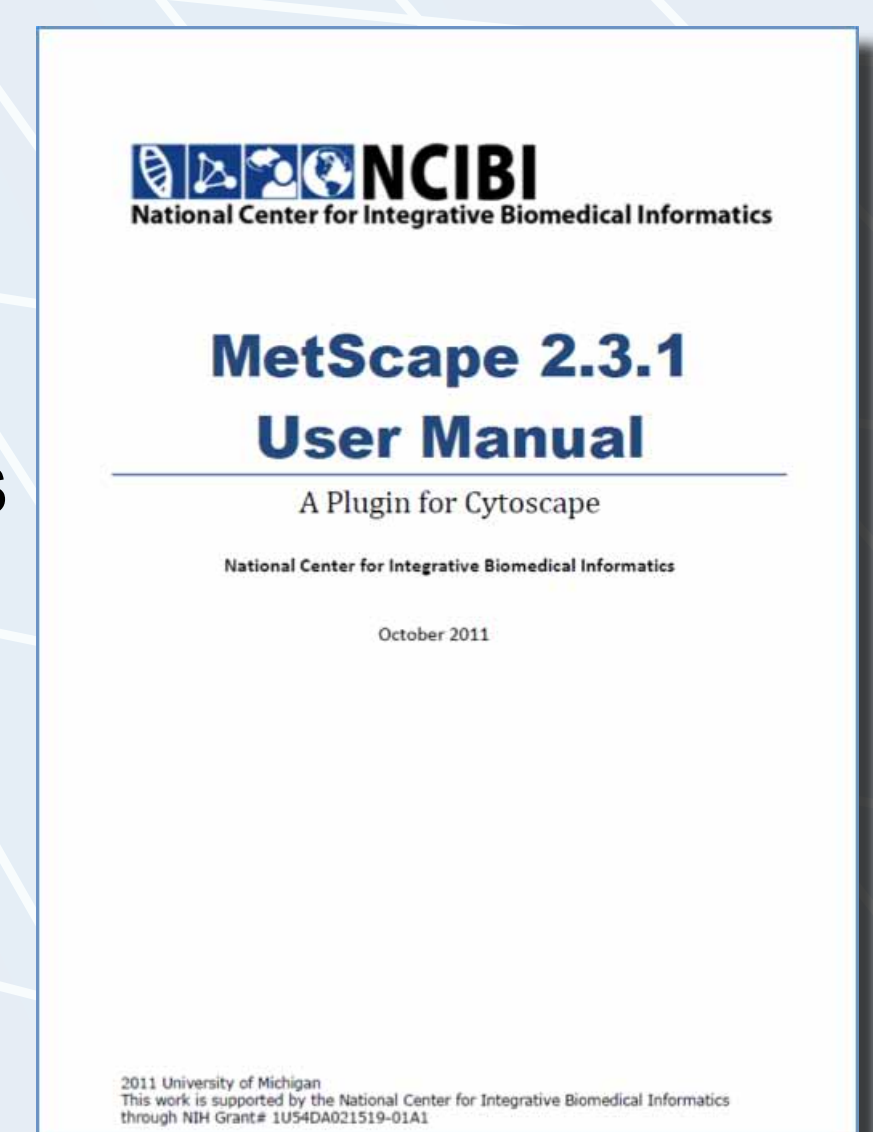 NCIBI
National Center for Integrative Biomedical Informatics
MetScape 2.3.1
User Manual
A Plugin for Cytoscape
National Center for Integrative Biomedical Informatics
October 2011
s
2011 University of Michigan
This work is supported by the National Center for Integrative Biomedical Informatics
through NIH Grant# 1U54DA021519-01A1